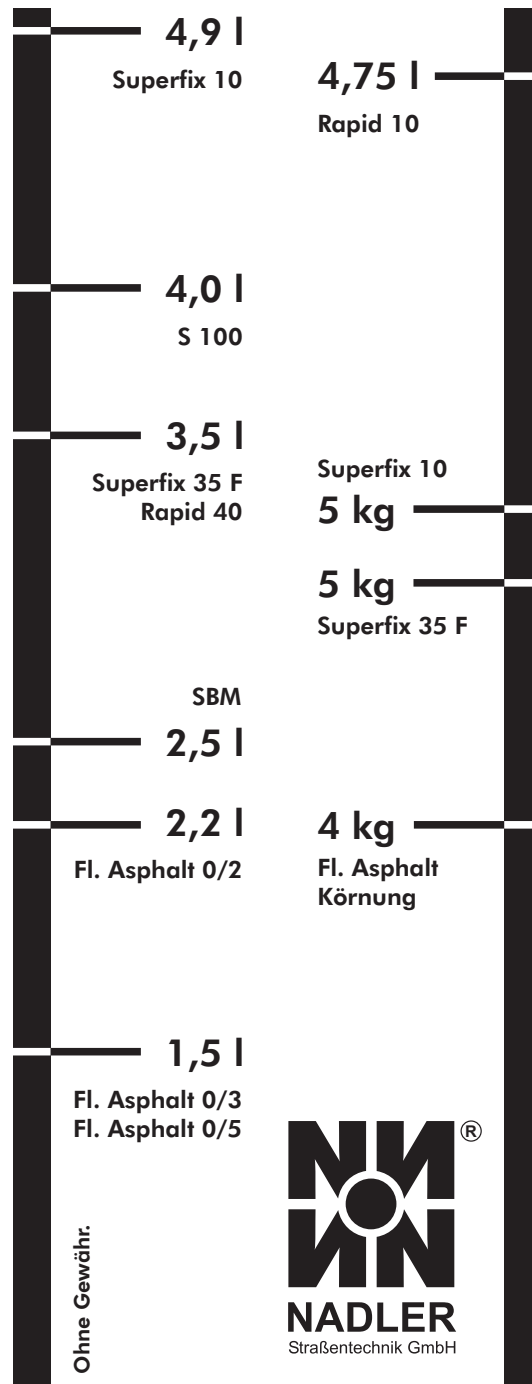 4,9 l
Superfix 10
4,0 l
S 100
3,5 l
Superfix 35 F
Rapid 40
SBM
2,5 l
2,2 l
Fl. Asphalt 0/2
1,5 l
Fl. Asphalt 0/3
Fl. Asphalt 0/5
Ohne Gewähr.
4,75 l
Rapid 10
Superfix 10
5 kg
5 kg
Superfix 35 F
4 kg
Fl. Asphalt
Körnung
®
NADLER
Straßentechnik GmbH